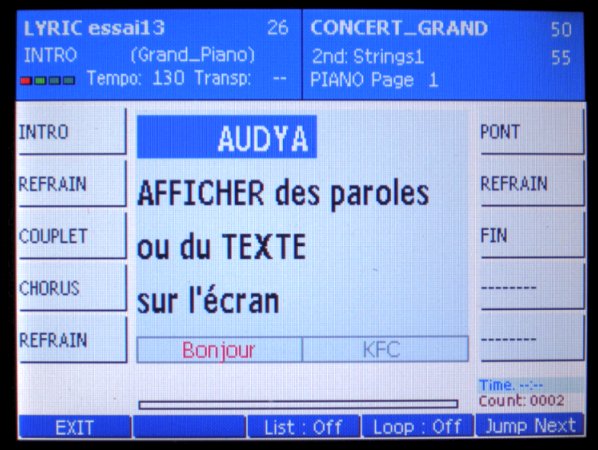 LYRIC essai13 26
INTRO (Grand_Piano)
Tempo: 130 Transp: --
CONCERT_GRAND 50
2nd: Strings1 55
PIANO Page 1
INTRO
REFRAIN
COUPLET
CHORUS
REFRAIN
AUDYA
AFFICHER des paroles
ou du TEXTE
sur l'écran
Bonjour KFC
PONT
REFRAIN
FIN
--------
--------
Time. --:--
Count: 0002
EXIT List : Off Loop : Off Jump Next